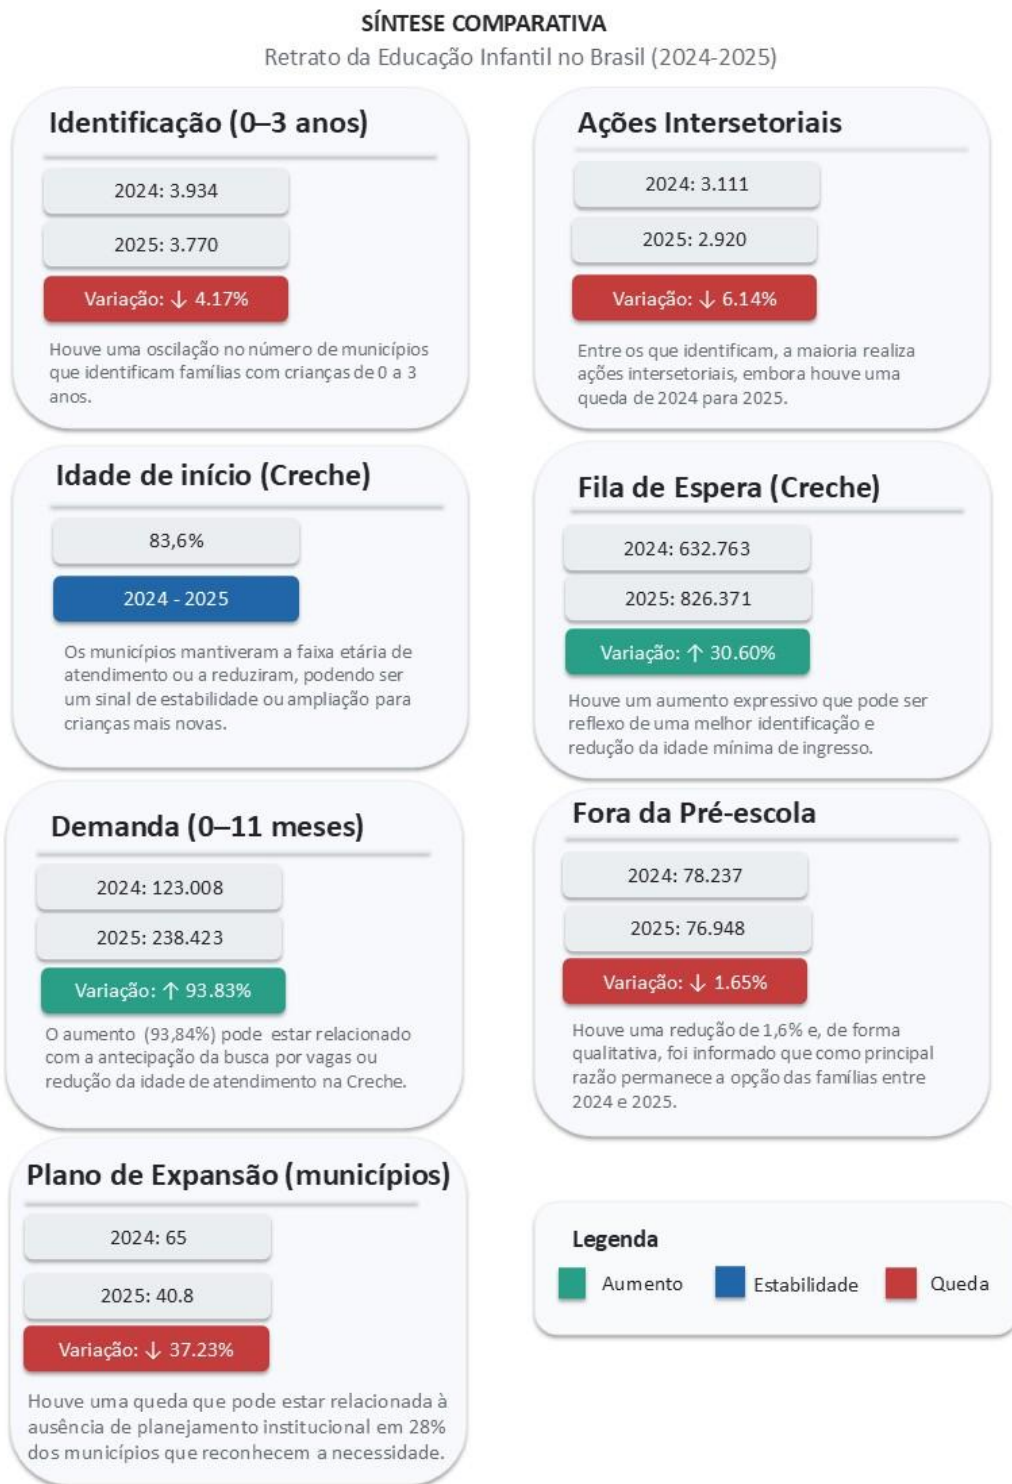 SÍNTESE COMPARATIVA
Retrato da Educação Infantil no Brasil (2024-2025)
Identificação (0–3 anos)
2024: 3.934
2025: 3.770
Variação: ↓ 4.17%
Houve uma oscilação no número de municípios
que identificam famílias com crianças de 0 a 3
anos.
Ações Intersetoriais
2024: 3.111
2025: 2.920
Variação: ↓ 6.14%
Entre os que identificam, a maioria realiza
ações intersetoriais, embora houve uma
queda de 2024 para 2025.
Idade de início (Creche)
83,6%
2024 - 2025
Os municípios mantiveram a faixa etária de
atendimento ou a reduziram, podendo ser
um sinal de estabilidade ou ampliação para
crianças mais novas.
Fila de Espera (Creche)
2024: 632.763
2025: 826.371
Variação: ↑ 30.60%
Houve um aumento expressivo que pode ser
reflexo de uma melhor identificação e
redução da idade mínima de ingresso.
Demanda (0–11 meses)
2024: 123.008
2025: 238.423
Variação: ↑ 93.83%
O aumento (93,84%) pode estar relacionado
com a antecipação da busca por vagas ou
redução da idade de atendimento na Creche.
Fora da Pré-escola
2024: 78.237
2025: 76.948
Variação: ↓ 1.65%
Houve uma redução de 1,6% e, de forma
qualitativa, foi informado que como principal
razão permanece a opção das famílias entre
2024 e 2025.
Plano de Expansão (municípios)
2024: 65
2025: 40.8
Variação: ↓ 37.23%
Houve uma queda que pode estar relacionada à
ausência de planejamento institucional em 28%
dos municípios que reconhecem a necessidade.
Legenda
Aumento
Estabilidade
Queda